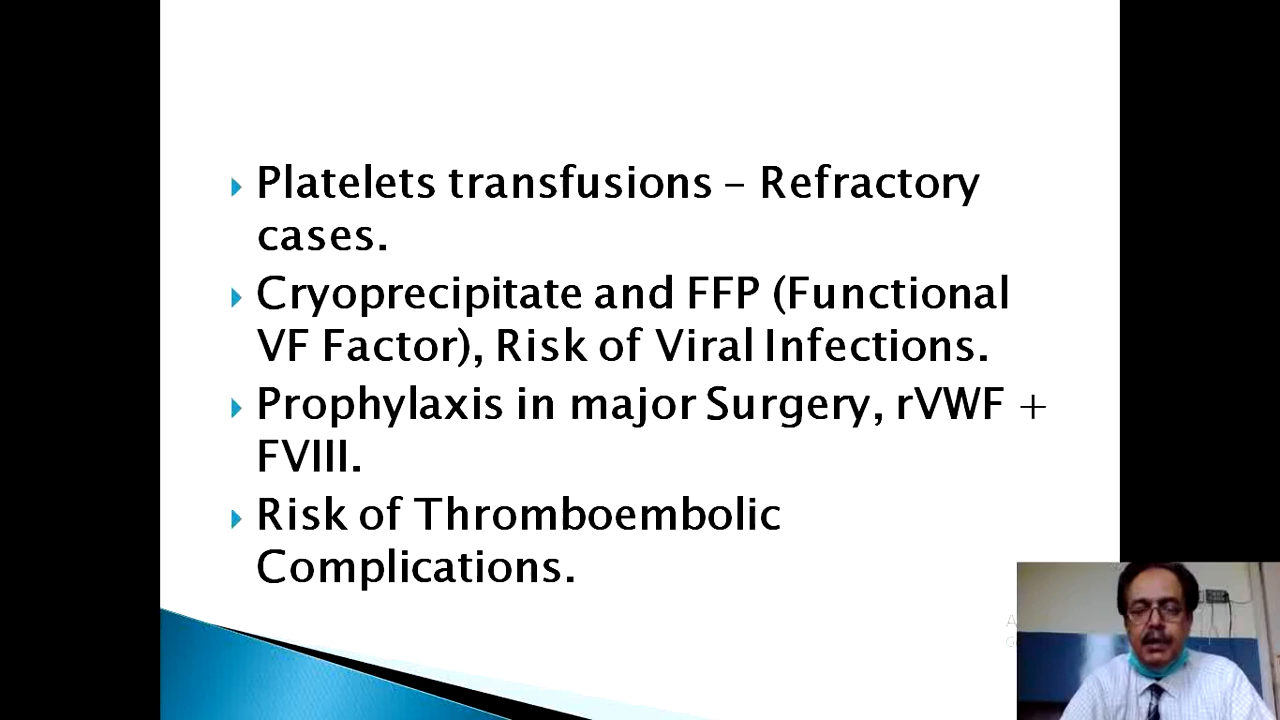 Platelets transfusions – Refractory
cases.
Cryoprecipitate and FFP (Functional
VF Factor), Risk of Viral Infections.
Prophylaxis in major Surgery, rVWF +
FVIII.
Risk of Thromboembolic
Complications.